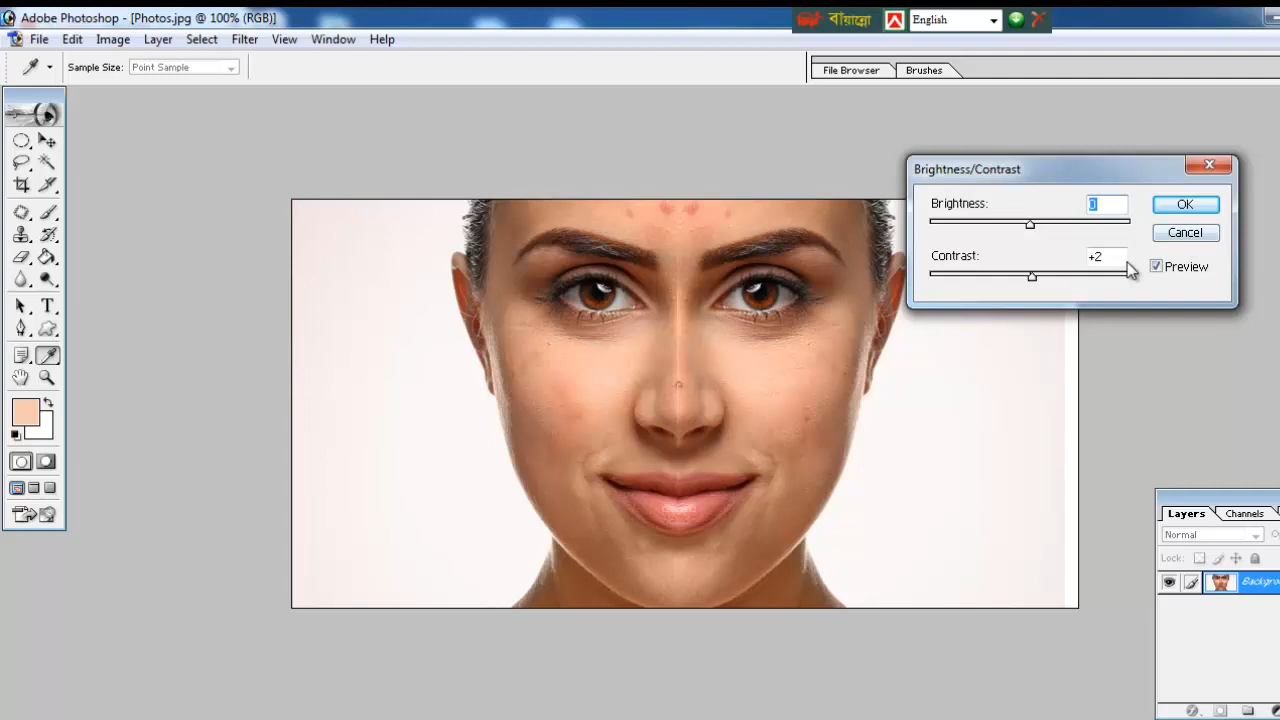 Adobe Photoshop - [Photos.jpg @ 100% (RGB)]
বায়ান্নো
English
File Edit Image Layer Select Filter View Window Help
Sample Size: Point Sample
File Browser Brushes
Brightness/Contrast
Brightness: 0
OK
Cancel
Contrast: +2
Preview
Layers Channels
Normal
Lock: